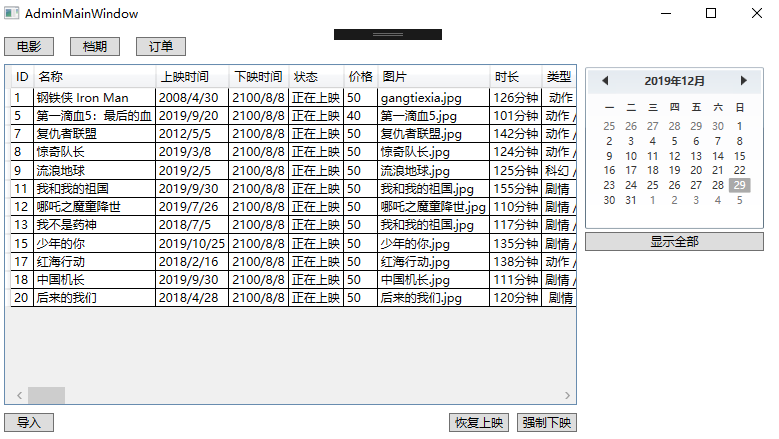 AdminMainWindow
电影 档期 订单
ID 名称 上映时间 下映时间 状态 价格 图片 时长 类型
1 钢铁侠 Iron Man 2008/4/30 2100/8/8 正在上映 50 gangtiexia.jpg 126分钟 动作
5 第一滴血5：最后的血 2019/9/20 2100/8/8 正在上映 40 第一滴血5.jpg 101分钟 动作 /
7 复仇者联盟 2012/5/5 2100/8/8 正在上映 50 复仇者联盟.jpg 142分钟 动作 /
8 惊奇队长 2019/3/8 2100/8/8 正在上映 50 惊奇队长.jpg 124分钟 动作 /
9 流浪地球 2019/2/5 2100/8/8 正在上映 50 流浪地球.jpg 125分钟 科幻 /
11 我和我的祖国 2019/9/30 2100/8/8 正在上映 50 我和我的祖国.jpg 155分钟 剧情 /
12 哪吒之魔童降世 2019/7/26 2100/8/8 正在上映 50 哪吒之魔童降世.jpg 110分钟 剧情 /
13 我不是药神 2018/7/5 2100/8/8 正在上映 50 我和我的祖国.jpg 117分钟 剧情 /
15 少年的你 2019/10/25 2100/8/8 正在上映 50 少年的你.jpg 135分钟 剧情 /
17 红海行动 2018/2/16 2100/8/8 正在上映 50 红海行动.jpg 138分钟 动作 /
18 中国机长 2019/9/30 2100/8/8 正在上映 50 中国机长.jpg 111分钟 剧情 /
20 后来的我们 2018/4/28 2100/8/8 正在上映 50 后来的我们.jpg 120分钟 剧情
导入 恢复上映 强制下映
2019年12月
一 二 三 四 五 六 日
25 26 27 28 29 30 1
2 3 4 5 6 7 8
9 10 11 12 13 14 15
16 17 18 19 20 21 22
23 24 25 26 27 28 29
30 31 1 2 3 4 5
显示全部